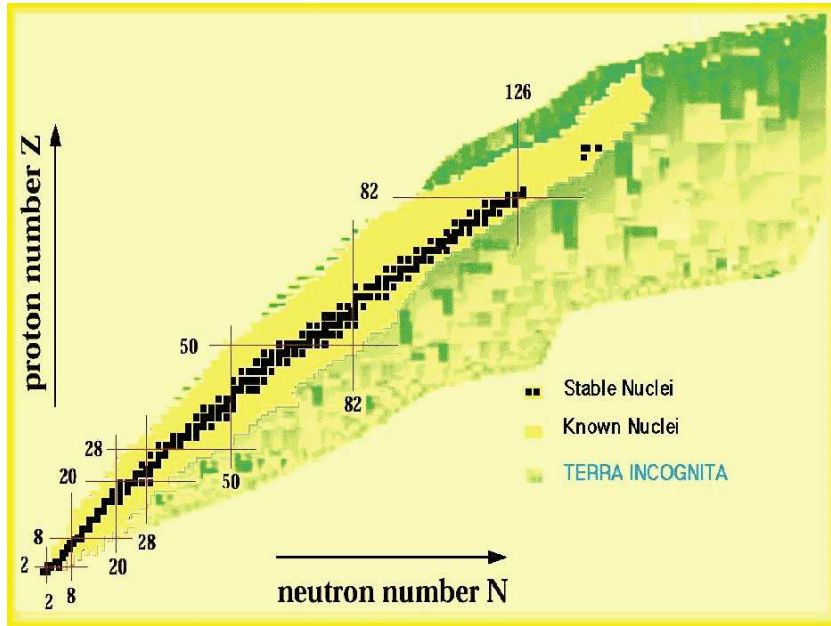 126
82
proton number Z
50
82
Stable Nuclei
Known Nuclei
28
TERRA INCOGNITA
20
50
8
28
2
20
2
8
neutron number N